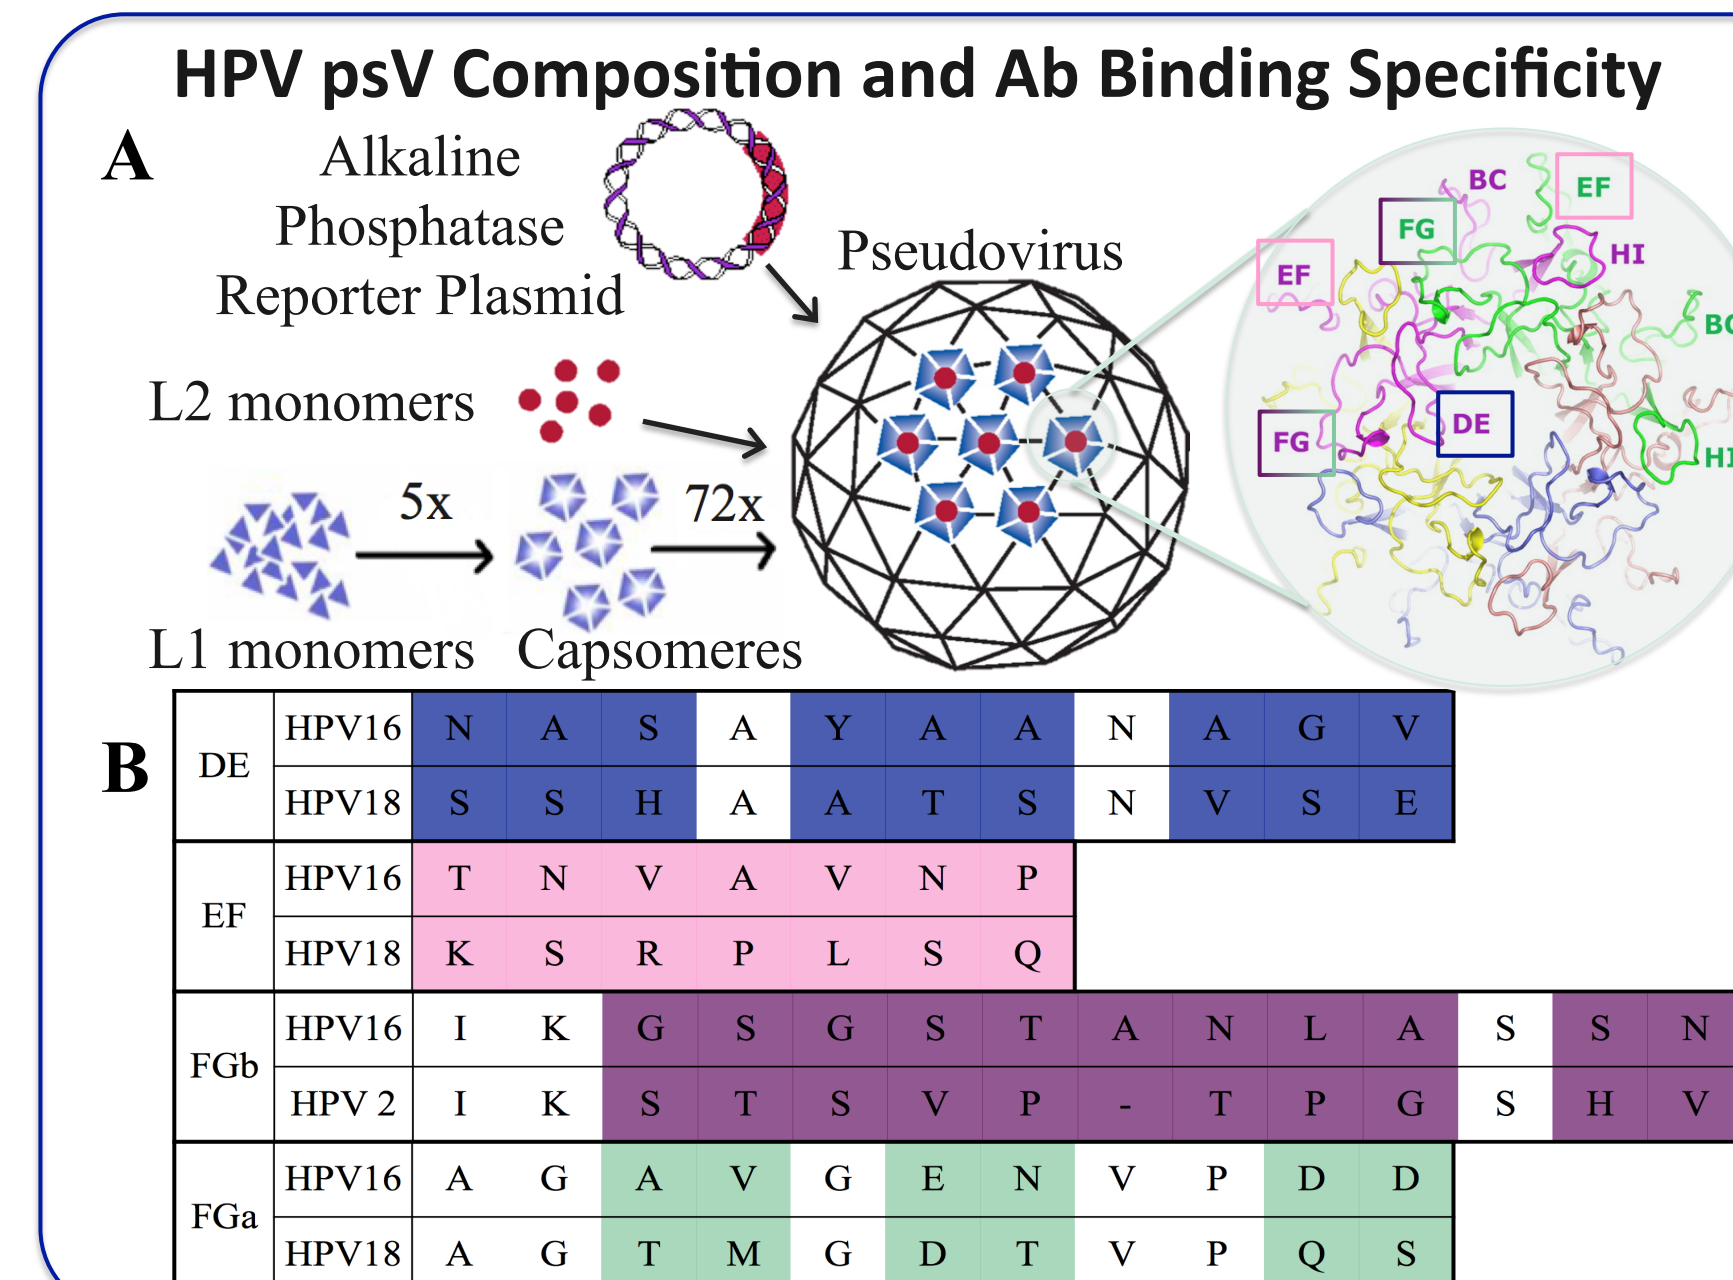 HPV psV Composition and Ab Binding Specificity
A
Alkaline
Phosphatase
Reporter Plasmid
Pseudovirus
L2 monomers
5x
72x
L1 monomers
Capsomeres
BC
EF
FG
HI
EF
BC
DE
FG
HI
B
DE
HPV16 N A S A Y A A N A G V
HPV18 S S H A A T S N V S E
EF
HPV16 T N V A V N P
HPV18 K S R P L S Q
FGb
HPV16 I K G S G S T A N L A S S N
HPV 2 I K S T S V P - T P G S H V
FGa
HPV16 A G A V G E N V P D D
HPV18 A G T M G D T V P Q S